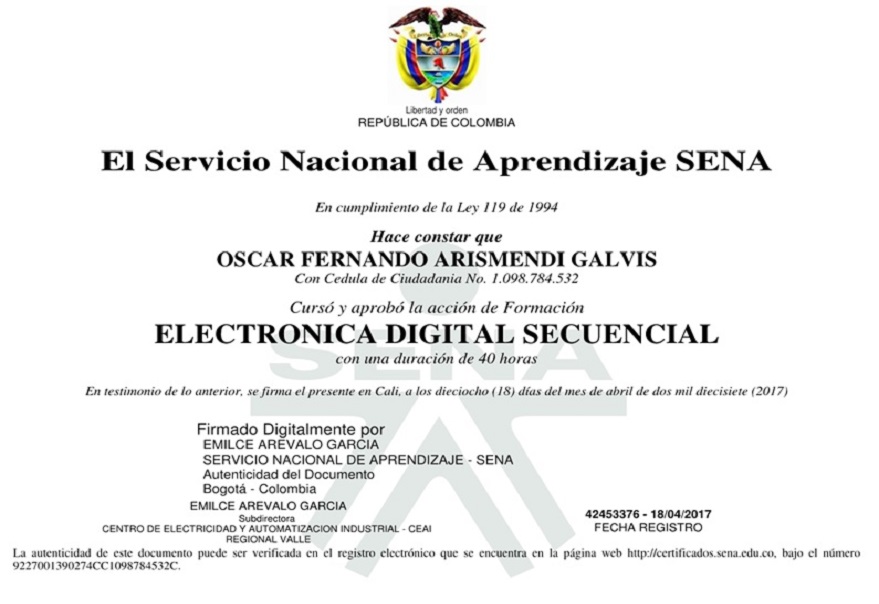 Libertad y orden
REPÚBLICA DE COLOMBIA
El Servicio Nacional de Aprendizaje SENA
En cumplimiento de la Ley 119 de 1994
Hace constar que
OSCAR FERNANDO ARISMENDI GALVIS
Con Cedula de Ciudadania No. 1.098.784.532
Cursó y aprobó la acción de Formación
ELECTRONICA DIGITAL SECUENCIAL
SENA
con una duración de 40 horas
En testimonio de lo anterior, se firma el presente en Cali, a los dieciocho (18) días del mes de abril de dos mil diecisiete (2017)
Firmado Digitalmente por
EMILCE AREVALO GARCIA
SERVICIO NACIONAL DE APRENDIZAJE - SENA
Autenticidad del Documento
Bogotá - Colombia
EMILCE AREVALO GARCIA
Subdirectora
CENTRO DE ELECTRICIDAD Y AUTOMATIZACION INDUSTRIAL - CEAI
REGIONAL VALLE
42453376 - 18/04/2017
FECHA REGISTRO
La autenticidad de este documento puede ser verificada en el registro electrónico que se encuentra en la página web http://certificados.sena.edu.co, bajo el número
9227001390274CC1098784532C.